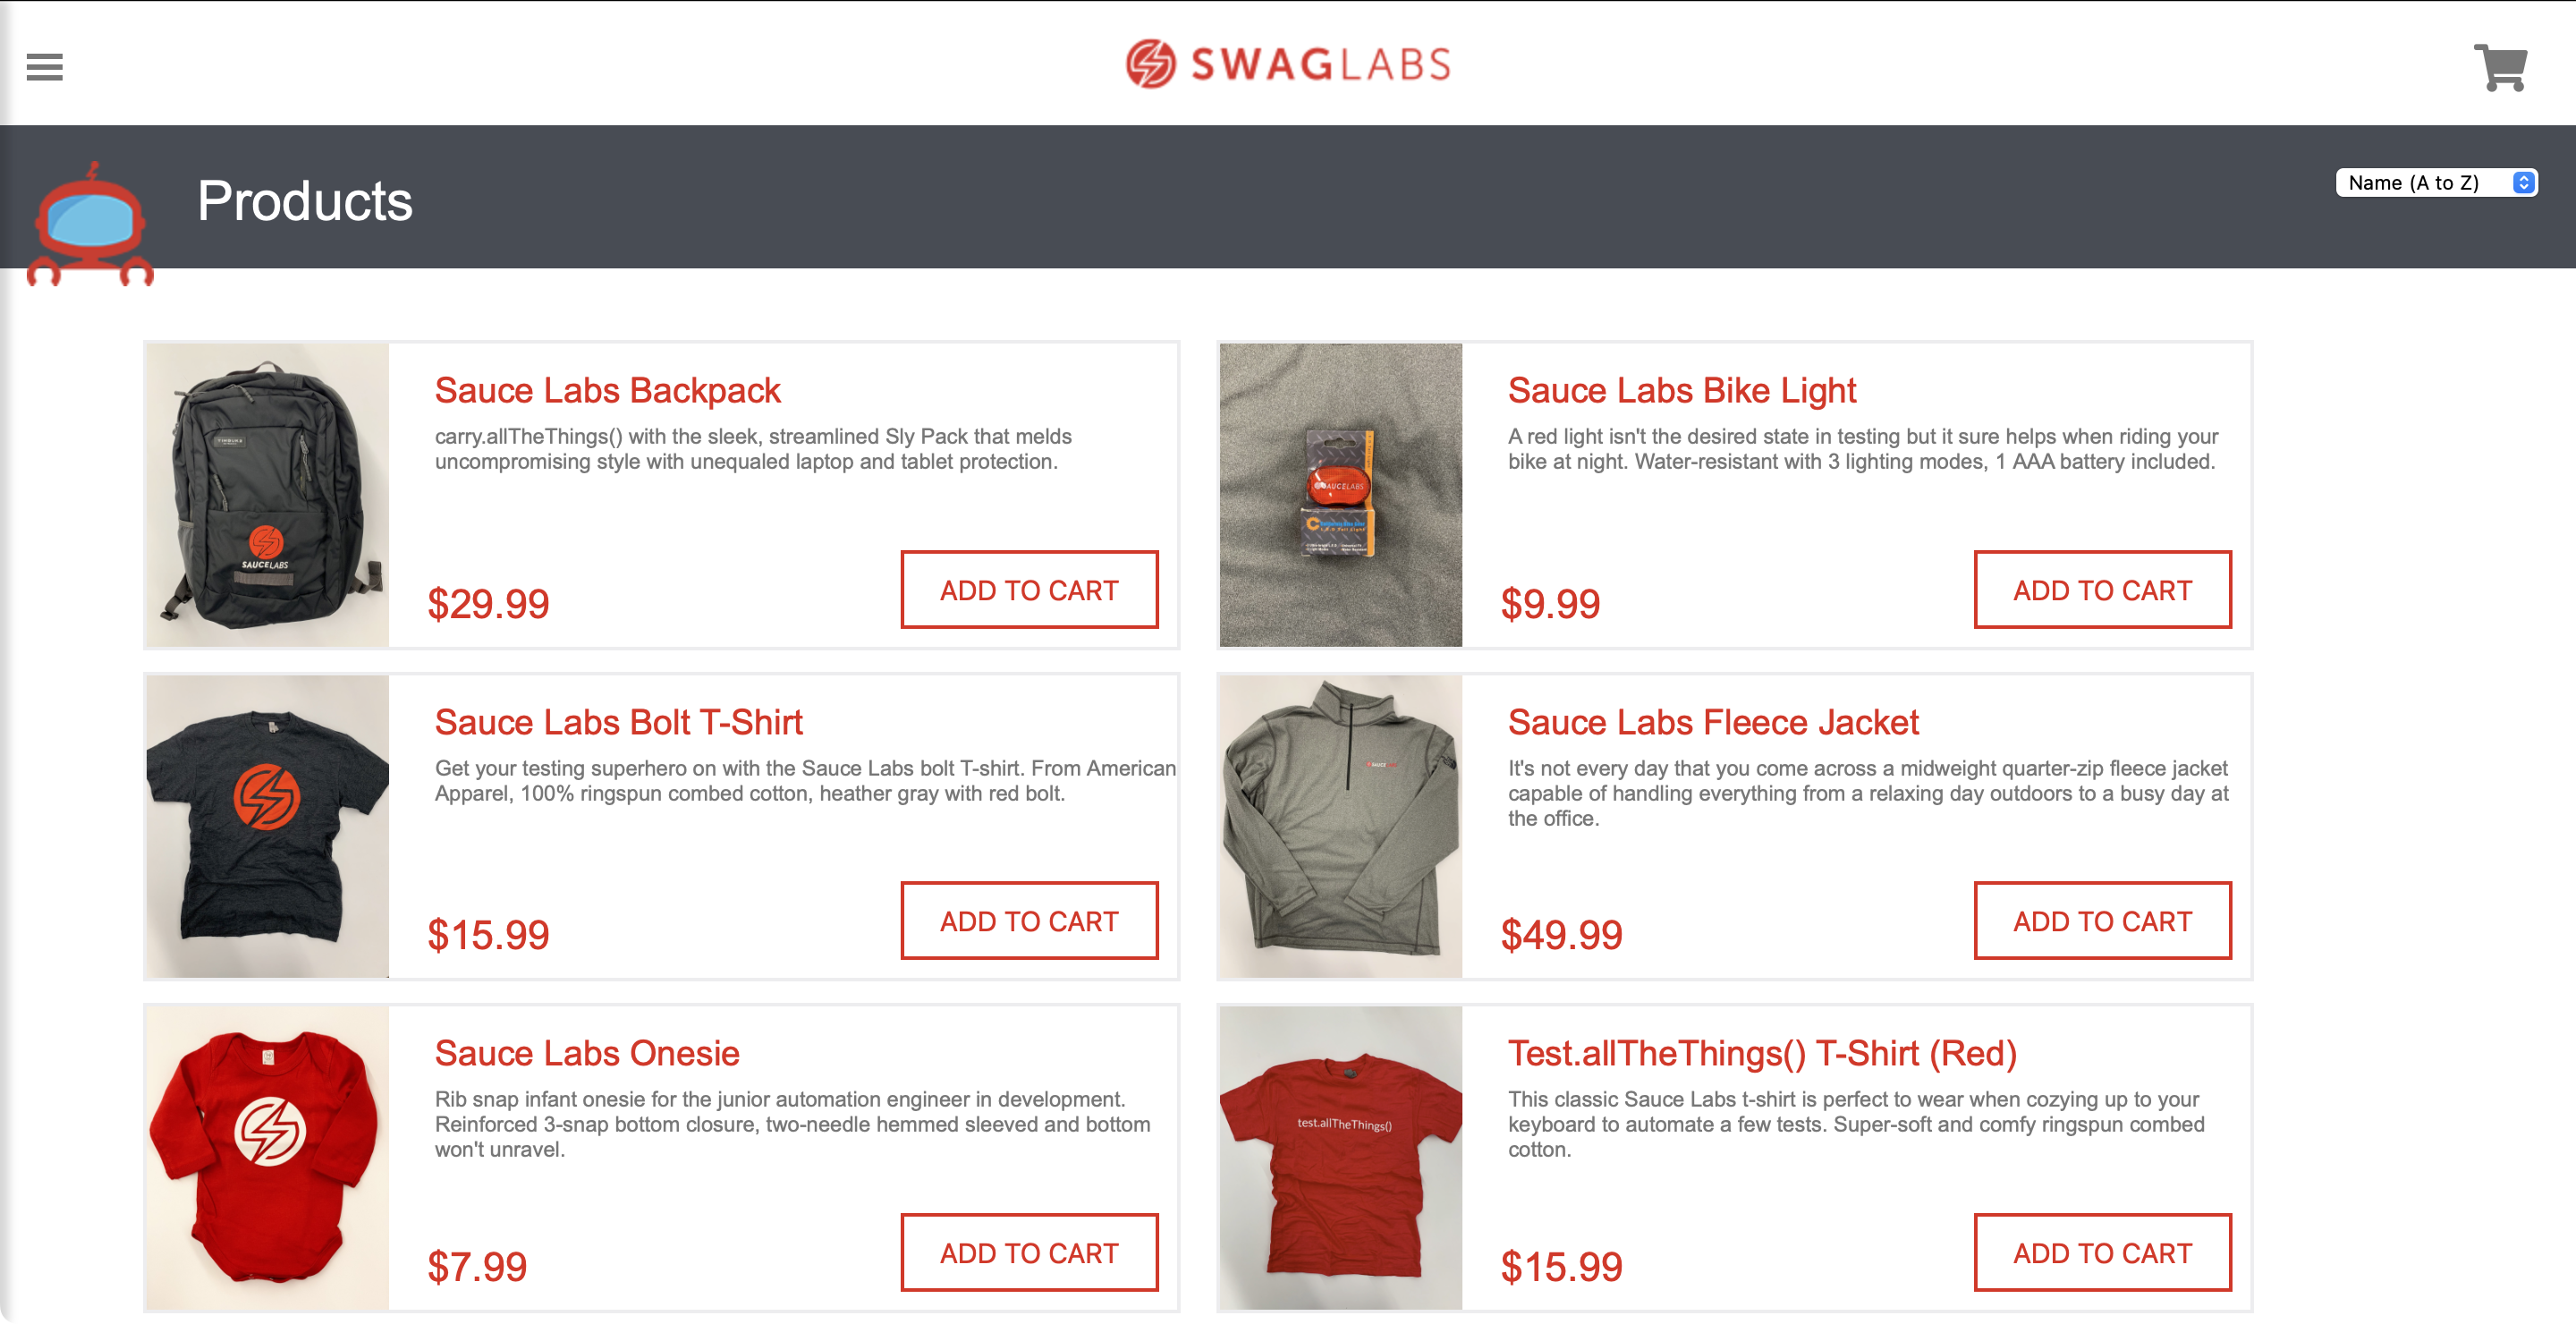 SWAGLABS
Products
Name (A to Z)
Sauce Labs Backpack
carry.allTheThings() with the sleek, streamlined Sly Pack that melds
uncompromising style with unequaled laptop and tablet protection.
SAUCELABS
$29.99
ADD TO CART
Sauce Labs Bike Light
A red light isn't the desired state in testing but it sure helps when riding your
bike at night. Water-resistant with 3 lighting modes, 1 AAA battery included.
SAUCELABS
$9.99
ADD TO CART
Sauce Labs Bolt T-Shirt
Get your testing superhero on with the Sauce Labs bolt T-shirt. From American
Apparel, 100% ringspun combed cotton, heather gray with red bolt.
$15.99
ADD TO CART
Sauce Labs Fleece Jacket
It's not every day that you come across a midweight quarter-zip fleece jacket
capable of handling everything from a relaxing day outdoors to a busy day at
the office.
$49.99
ADD TO CART
Sauce Labs Onesie
Rib snap infant onesie for the junior automation engineer in development.
Reinforced 3-snap bottom closure, two-needle hemmed sleeved and bottom
won't unravel.
$7.99
ADD TO CART
Test.allTheThings() T-Shirt (Red)
This classic Sauce Labs t-shirt is perfect to wear when cozying up to your
keyboard to automate a few tests. Super-soft and comfy ringspun combed
cotton.
test.allTheThings()
$15.99
ADD TO CART